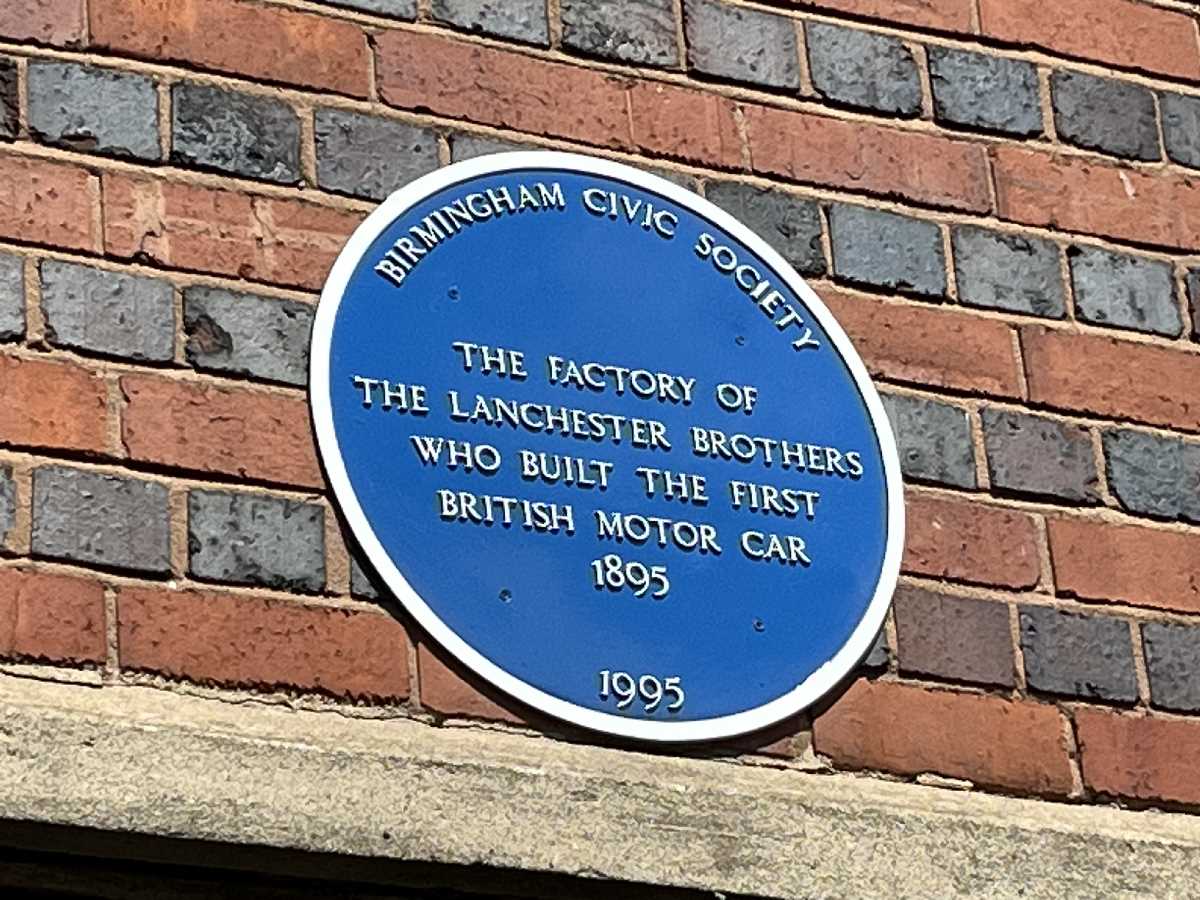 BIRMINGHAM CIVIC SOCIETY
THE FACTORY OF
THE LANCHESTER BROTHERS
WHO BUILT THE FIRST
BRITISH MOTOR CAR
1895
1995